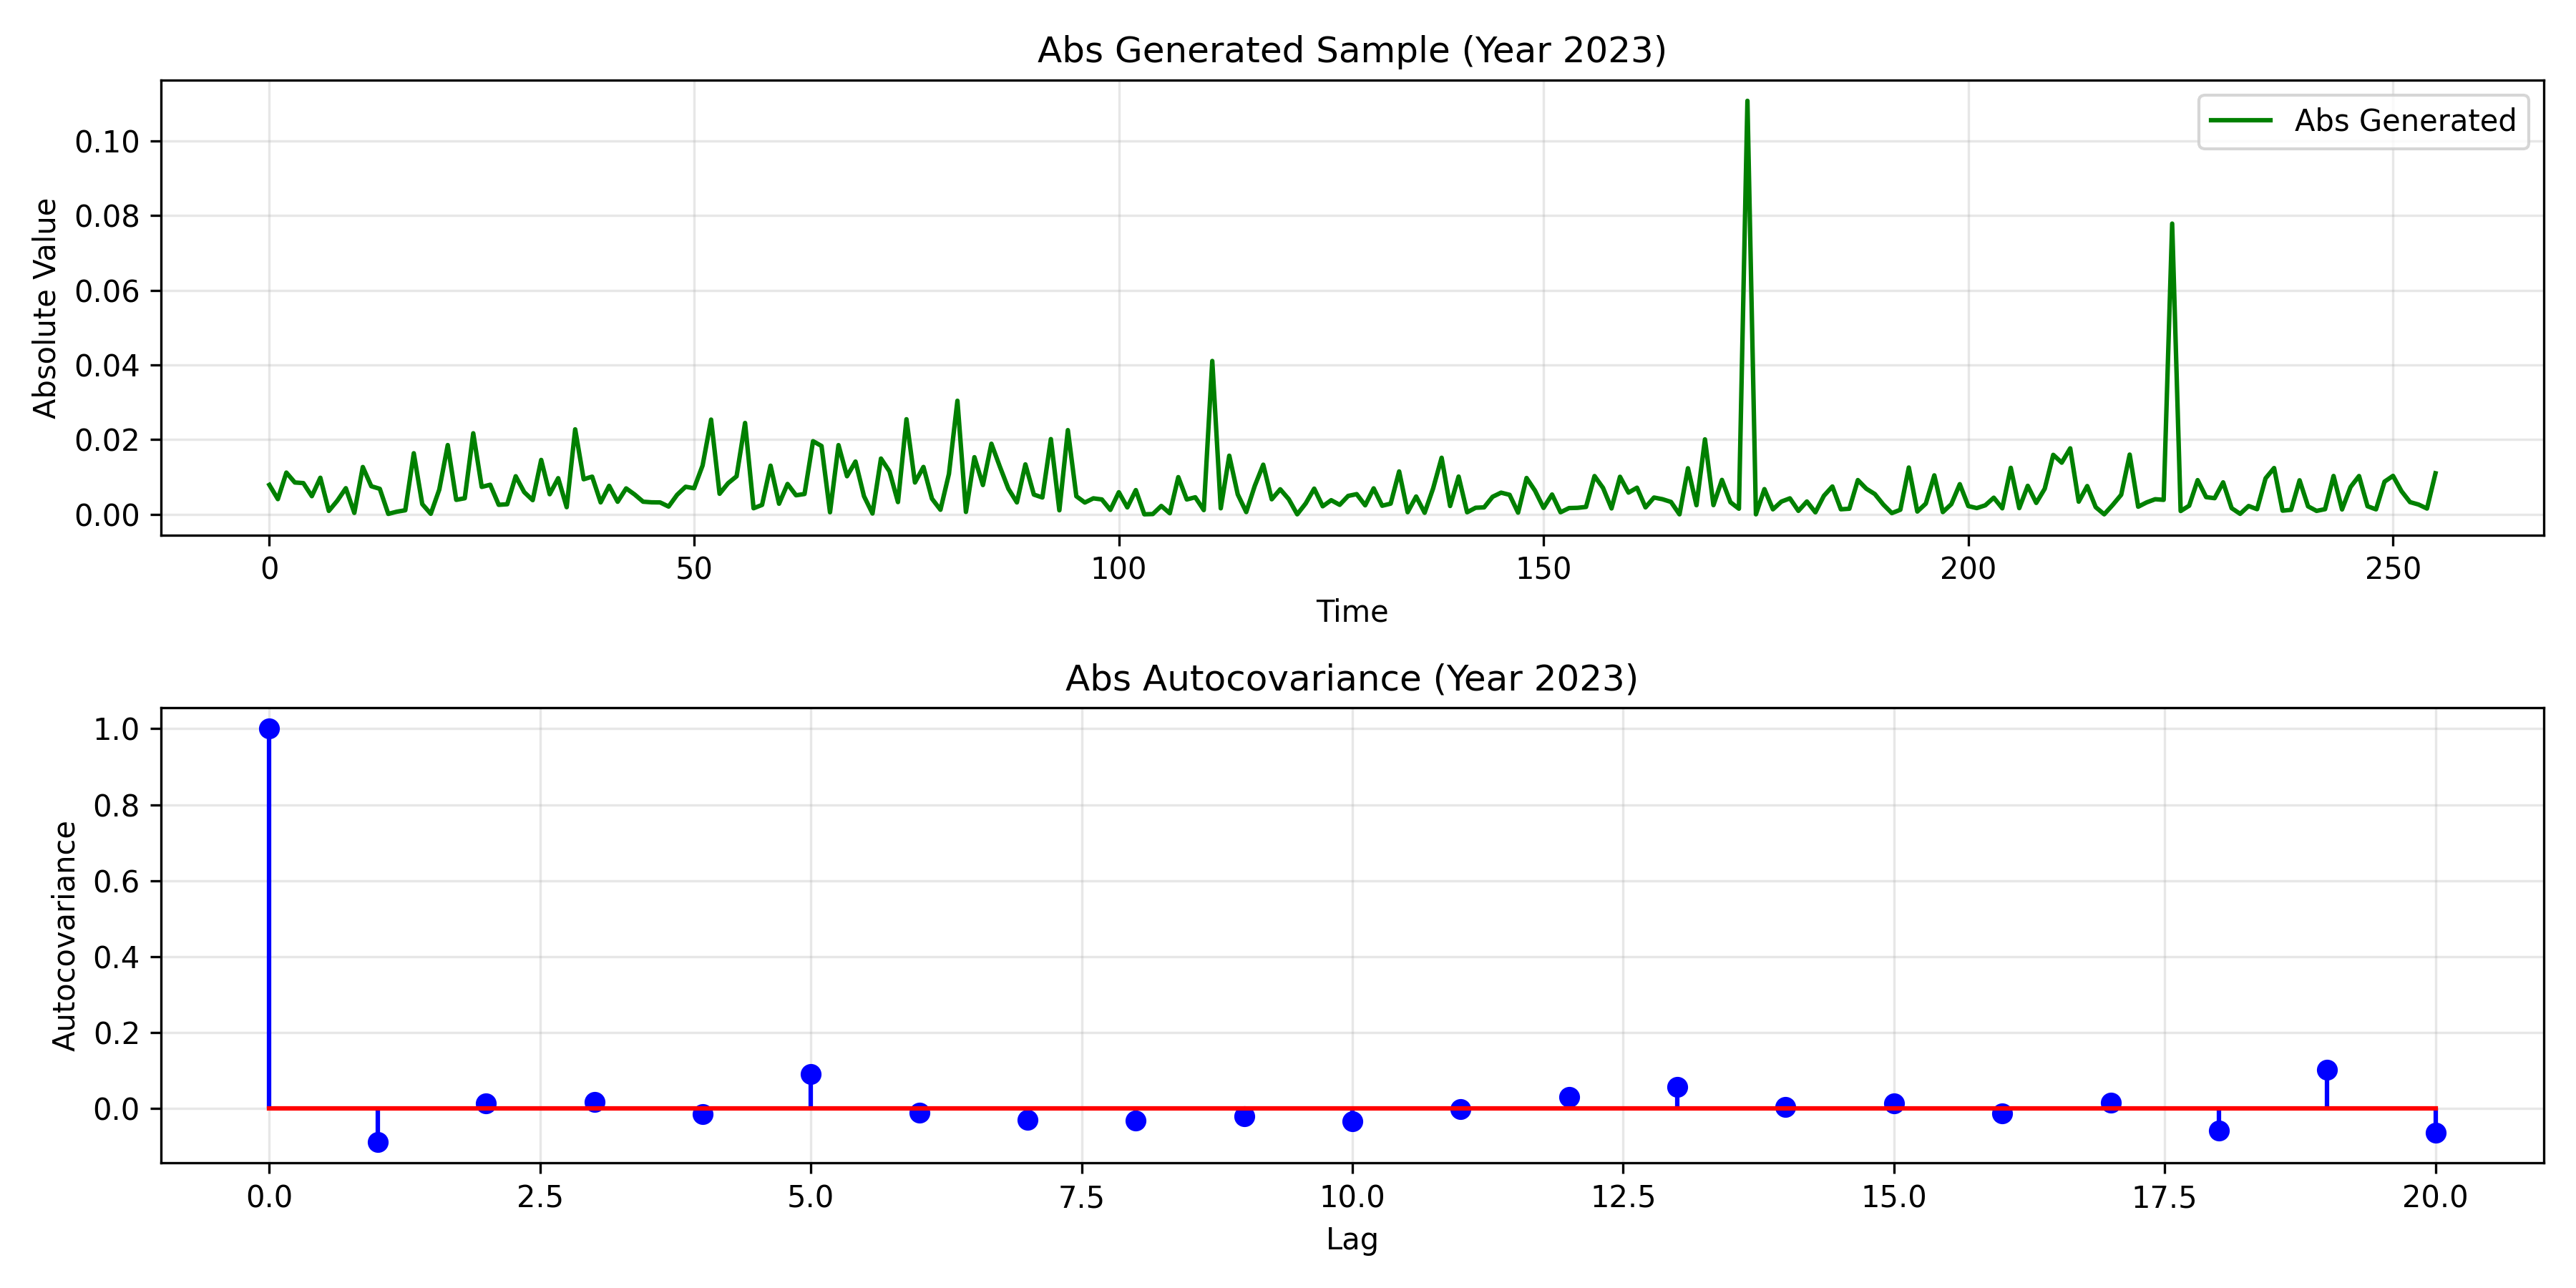 Abs Generated Sample (Year 2023)
Abs Generated
Absolute Value
0.10
0.08
0.06
0.04
0.02
0.00
0 50 100 150 200 250
Time
Abs Autocovariance (Year 2023)
Autocovariance
1.0
0.8
0.6
0.4
0.2
0.0
0.0 2.5 5.0 7.5 10.0 12.5 15.0 17.5 20.0
Lag